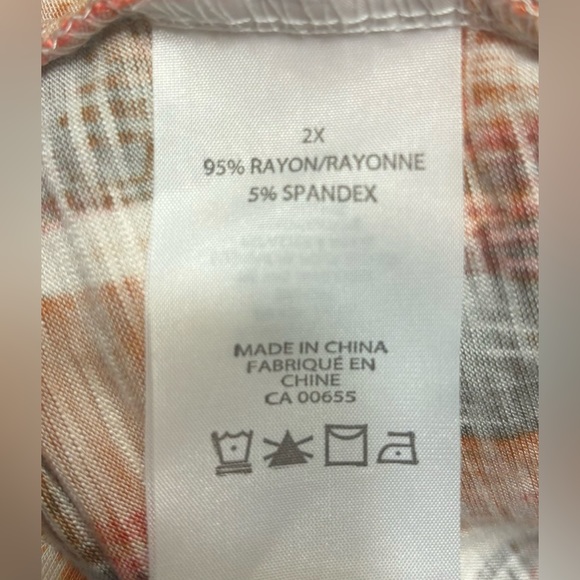 2X
95% RAYON/RAYONNE
5% SPANDEX
MADE IN CHINA
FABRIQUÉ EN
CHINE
CA 00655